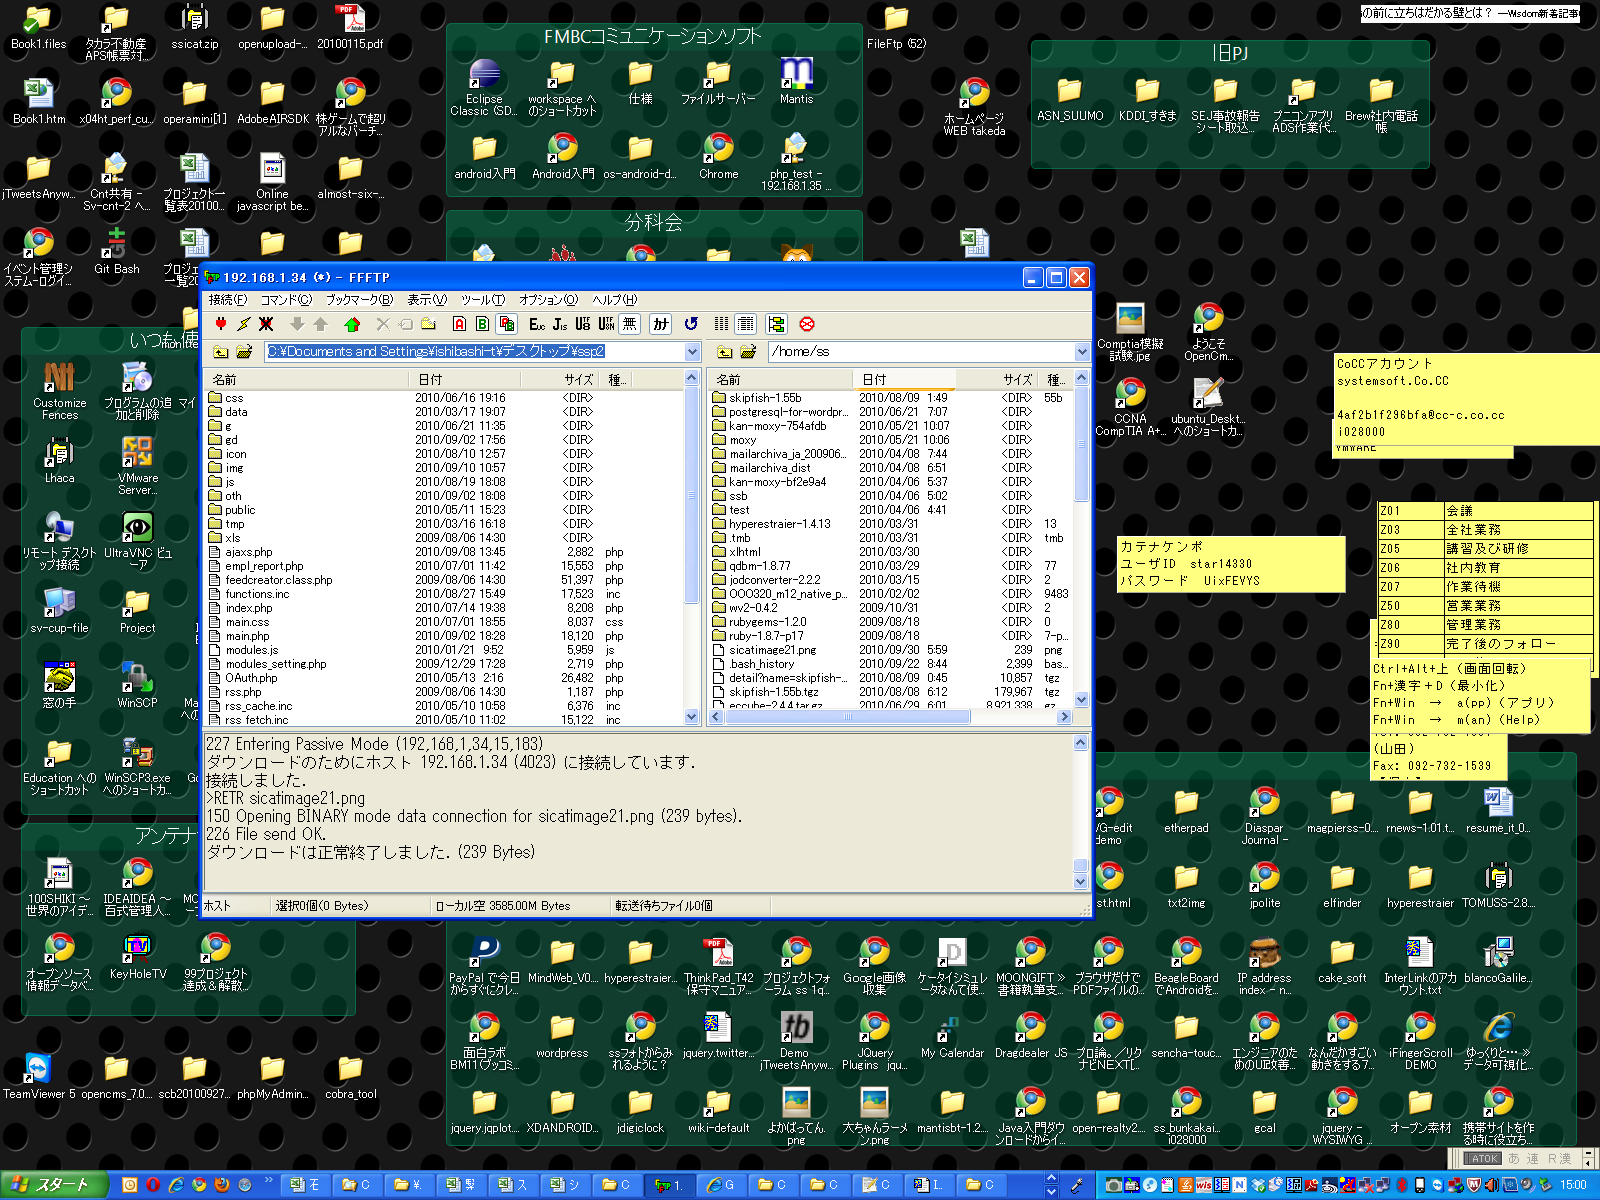 の前に立ちはだかる壁とは？ —Wisdom新着記事
Book1.files
タカラ不動産 APS帳票対...
ssicat.zip
openupload-...
20100115.pdf
FMBCコミュニケーションソフト
FileFtp (52)
旧PJ
Book1.htm
x04ht_perf_cu...
operamini[1]
AdobeAIRSDK
株ゲームで超リアルなバーチ...
Eclipse Classic (SD...
workspace へのショートカット
仕様
ファイルサーバー
Mantis
ホームページ WEB takeda
ASN_SUUMO
KDDI_すきま
SEJ事故報告シート取込...
プニコンアプリ ADS作業代...
Brew社内電話帳
jTweetsAnyw...
Cnt共有 - Sv-cnt-2 へ...
プロジェクト一覧表20100...
Online javascript be...
almost-six-...
android入門
Android入門
os-android-d...
Chrome
php_test - 192.168.1.35 ...
分科会
イベント管理システム-ログイ...
Git Bash
192.168.1.34 (*) - FFFTP
接続(F) コマンド(C) ブックマーク(B) 表示(V) ツール(T) オプション(O) ヘルプ(H)
C:¥Documents and Settings¥ishibashi-t¥デスクトップ¥ssp2
/home/ss
名前 日付 サイズ 種...
css 2010/06/16 19:16 <DIR>
data 2010/03/17 19:07 <DIR>
g 2010/06/21 11:35 <DIR>
gd 2010/09/02 17:56 <DIR>
icon 2010/08/10 12:57 <DIR>
img 2010/09/10 10:57 <DIR>
js 2010/08/19 18:08 <DIR>
oth 2010/09/02 18:08 <DIR>
public 2010/05/11 15:23 <DIR>
tmp 2010/03/16 16:18 <DIR>
xls 2009/08/06 14:30 <DIR>
ajaxs.php 2010/09/08 13:45 2,882 php
empl_report.php 2010/07/01 11:42 15,553 php
feedcreator.class.php 2009/08/06 14:30 51,397 php
functions.inc 2010/08/27 15:49 17,523 inc
index.php 2010/07/14 19:38 8,208 php
main.css 2010/07/01 18:55 8,037 css
main.php 2010/09/02 18:28 18,120 php
modules.js 2010/01/21 9:52 5,959 js
modules_setting.php 2009/12/29 17:28 2,719 php
OAuth.php 2010/05/13 2:16 26,482 php
rss.php 2009/08/06 14:30 1,187 php
rss_cache.inc 2010/05/10 10:58 6,376 inc
rss fetch.inc 2010/05/10 11:02 15,122 inc
名前 日付 サイズ 種...
skipfish-1.55b 2010/08/09 1:49 <DIR> 55b
postgresql-for-wordpr... 2010/06/21 7:07 <DIR>
kan-moxy-754afdb 2010/05/21 10:07 <DIR>
moxy 2010/05/21 10:06 <DIR>
mailarchiva_ja_200906... 2010/04/08 7:44 <DIR>
mailarchiva_dist 2010/04/08 6:51 <DIR>
kan-moxy-bf2e9a4 2010/04/06 5:37 <DIR>
ssb 2010/04/06 5:02 <DIR>
test 2010/04/06 4:41 <DIR>
hyperestraier-1.4.13 2010/03/31 <DIR> 13
.tmb 2010/03/31 <DIR> tmb
xlhtml 2010/03/30 <DIR>
qdbm-1.8.77 2010/03/29 <DIR> 77
jodconverter-2.2.2 2010/03/15 <DIR> 2
OOO320_m12_native_p... 2010/02/02 <DIR> 9483
wv2-0.4.2 2009/10/31 <DIR> 2
rubygems-1.2.0 2009/08/18 <DIR> 0
ruby-1.8.7-p17 2009/08/18 <DIR> 7-p...
sicatimage21.png 2010/09/30 5:59 239 png
.bash_history 2010/09/22 8:44 2,399 bas...
detail?name=skipfish-... 2010/08/09 0:45 10,857 tgz
skipfish-1.55b.tgz 2010/08/08 6:12 179,967 tgz
eccube-2.4.4.tar.gz 2010/06/29 6:01 8,921,338 gz
227 Entering Passive Mode (192,168,1,34,15,183)
ダウンロードのためにホスト 192.168.1.34 (4023) に接続しています.
接続しました.
>RETR sicatimage21.png
150 Opening BINARY mode data connection for sicatimage21.png (239 bytes).
226 File send OK.
ダウンロードは正常終了しました. (239 Bytes)
ホスト 選択0個(0 Bytes) ローカル空 3585.00M Bytes 転送待ちファイル0個
Customize Fences
プログラムの追加と削除
Lhaca
VMware Server...
リモート デスクトップ接続
UltraVNC ビューア
sv-cup-file
Project
窓の手
WinSCP
Education へのショートカット
WinSCP3.exe へのショートカ...
100SHIKI ～ 世界のアイデ...
IDEAIDEA ～ 百式管理人...
オープンソース情報データベ...
KeyHoleTV
99プロジェクト達成＆解散...
TeamViewer 5
opencms_7.0...
scb20100927...
phpMyAdmin...
cobra_tool
Comptia模擬試験.jpg
ようこそ OpenCm...
CCNA CompTIA A+...
ubuntu_Deskt... へのショートカ...
CoCCアカウント
systemsoft.Co.CC
4af2b1f296bfa@cc-c.co.cc
i028000
VMWARE
カテナケンポ
ユーザID star14330
パスワード UixFEVYS
Z01 会議
Z03 全社業務
Z05 講習及び研修
Z06 社内教育
Z07 作業待機
Z50 営業業務
Z80 管理業務
Z90 完了後のフォロー
Ctrl+Alt+上（画面回転）
Fn+漢字＋D（最小化）
Fn+Win → a(pp)（アプリ）
Fn+Win → m(an)（Help）
(山田)
Fax: 092-732-1539
etherpad
Diaspar Journal -
magpierss-0...
rnews-1.01.t...
resume_it_0...
st.html
txt2img
jpolite
elfinder
hyperestraier
TOMUSS-2.8...
PayPal で今日からすぐにクレ...
MindWeb_V0...
hyperestraier...
ThinkPad_T42 保守マニュア...
プロジェクトフォーラム ss 1q...
Google画像収集
ケータイシュミレータなんて使...
MOONGIFT » 書籍執筆支...
ブラウザだけでPDFファイルの...
BeagleBoard でAndroidを...
IP address index - n...
cake_soft
InterLinkのアカウント.txt
blancoGalile...
面白ラボ BM11(ブッコミ...
wordpress
ssフォトからみれるように？
jquery.twitter...
Demo jTweetsAnyw...
JQuery Plugins jqu...
My Calendar
Dragdealer JS
プロ論。／リクナビNEXT[...
sencha-touc...
エンジニアのためのUI改善...
なんだかすごい動きをする7...
iFingerScroll DEMO
ゆっくりと… » データ可視化...
jquery.jqplot...
XDANDROID...
jdigiclock
wiki-default
よかばってん.png
大ちゃんラーメン.png
mantisbt-1.2...
Java入門ダウンロードからイ...
open-realty2...
ss_bunkakai... i028000
gcal
jquery - WYSIWYG ...
オープン素材
携帯サイトを作る時に役立ち...
ATOK あ 連 R漢
スタート
15:00